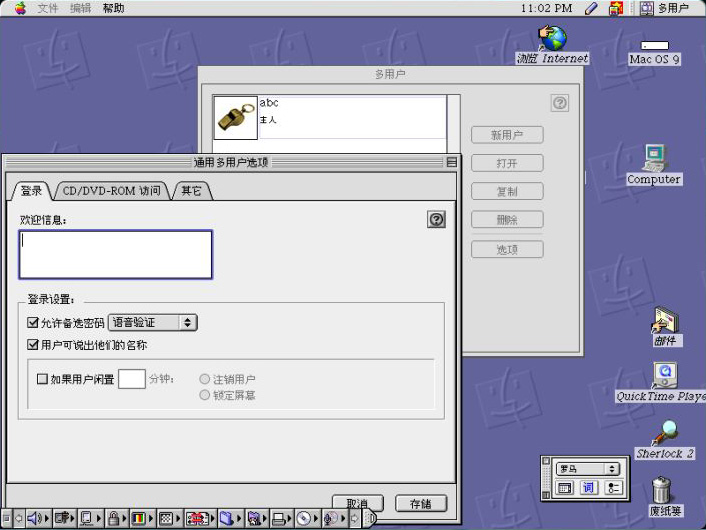 文件 编辑 帮助 11:02 PM 多用户
浏览 Internet
Mac OS 9
多用户
abc
主人
新用户
打开
复制
删除
选项
Computer
通用多用户选项
登录 CD/DVD-ROM 访问 其它
欢迎信息:
登录设置:
允许备选密码 语音验证
用户可说出他们的名称
如果用户闲置 分钟: 注销用户
锁定屏幕
取消 存储
邮件
QuickTime Playe
Sherlock 2
罗马
词
废纸篓